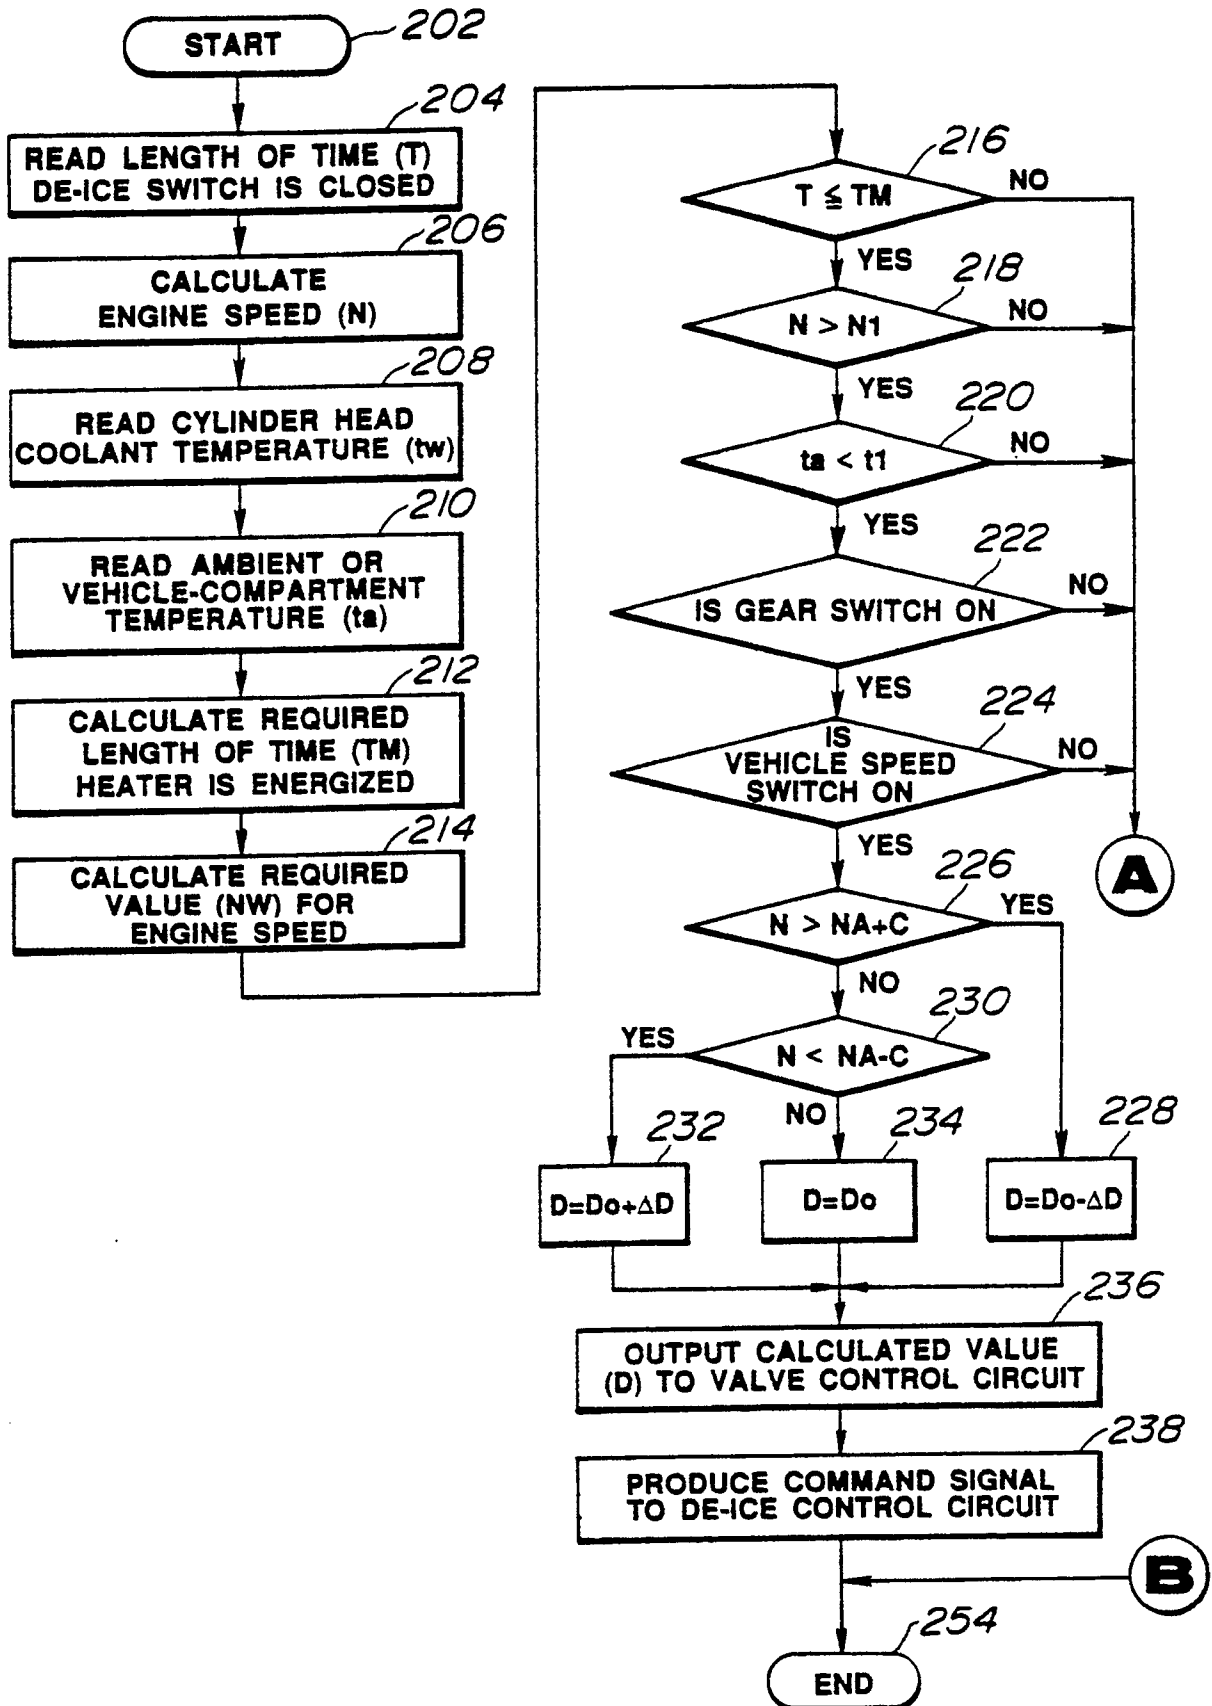 START
202
204
READ LENGTH OF TIME (T)
DE-ICE SWITCH IS CLOSED
206
CALCULATE
ENGINE SPEED (N)
208
READ CYLINDER HEAD
COOLANT TEMPERATURE (tw)
210
READ AMBIENT OR
VEHICLE-COMPARTMENT
TEMPERATURE (ta)
212
CALCULATE REQUIRED
LENGTH OF TIME (TM)
HEATER IS ENERGIZED
214
CALCULATE REQUIRED
VALUE (NW) FOR
ENGINE SPEED
216
T ≦ TM
NO
YES
218
N > N1
NO
YES
220
ta < t1
NO
YES
222
IS GEAR SWITCH ON
NO
YES
224
IS
VEHICLE SPEED
SWITCH ON
NO
YES
A
226
N > NA+C
YES
NO
230
N < NA-C
YES
NO
232
D=Do+ΔD
234
D=Do
228
D=Do-ΔD
236
OUTPUT CALCULATED VALUE
(D) TO VALVE CONTROL CIRCUIT
238
PRODUCE COMMAND SIGNAL
TO DE-ICE CONTROL CIRCUIT
B
254
END